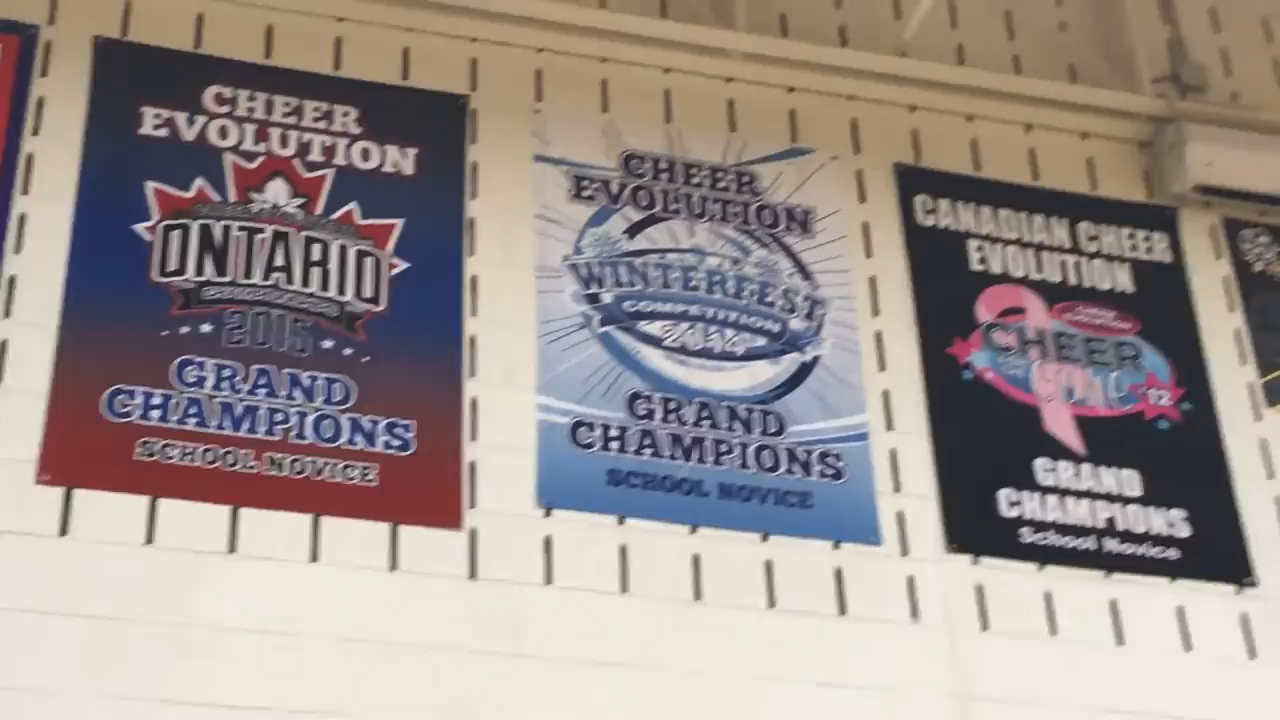 CHEER
EVOLUTION
ONTARIO
2015
GRAND
CHAMPIONS
SCHOOL NOVICE
CHEER
EVOLUTION
WINTERFEST
COMPETITION
2014
GRAND
CHAMPIONS
SCHOOL NOVICE
CANADIAN CHEER
EVOLUTION
CHEER
'12
GRAND
CHAMPIONS
School Novice